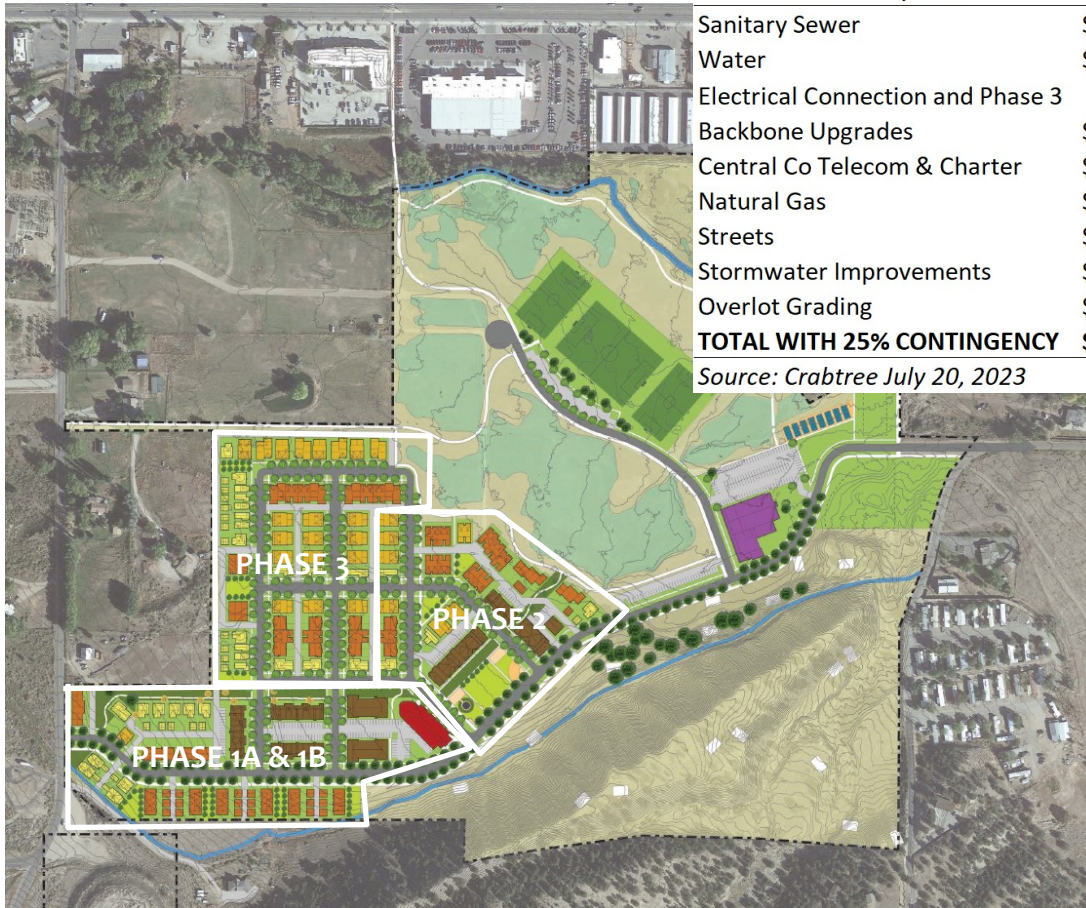 Sanitary Sewer $
Water $
Electrical Connection and Phase 3
Backbone Upgrades $
Central Co Telecom & Charter $
Natural Gas $
Streets $
Stormwater Improvements $
Overlot Grading $
TOTAL WITH 25% CONTINGENCY $
Source: Crabtree July 20, 2023
PHASE 3
PHASE 2
PHASE 1A & 1B